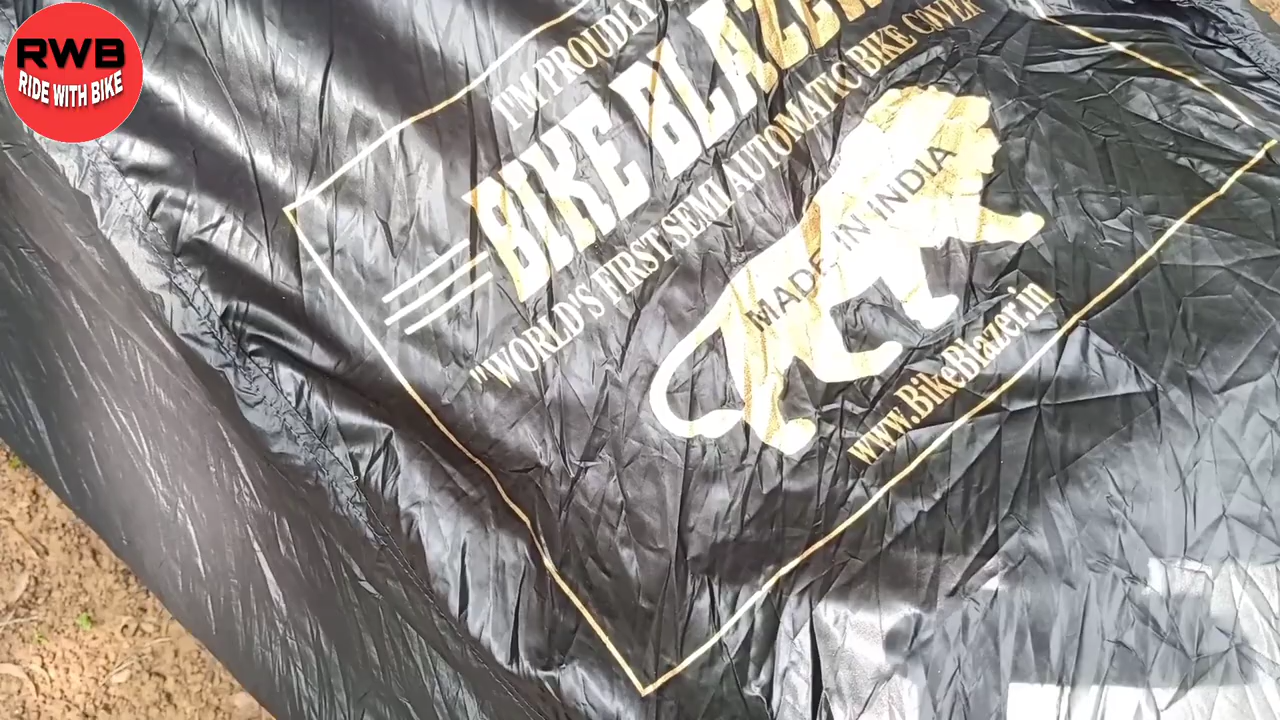 RWB
RIDE WITH BIKE
I'M PROUDLY
BIKE BLAZER
"WORLD'S FIRST SEMI AUTOMATIC BIKE COVER
MADE IN INDIA
www.BikeBlazer.in